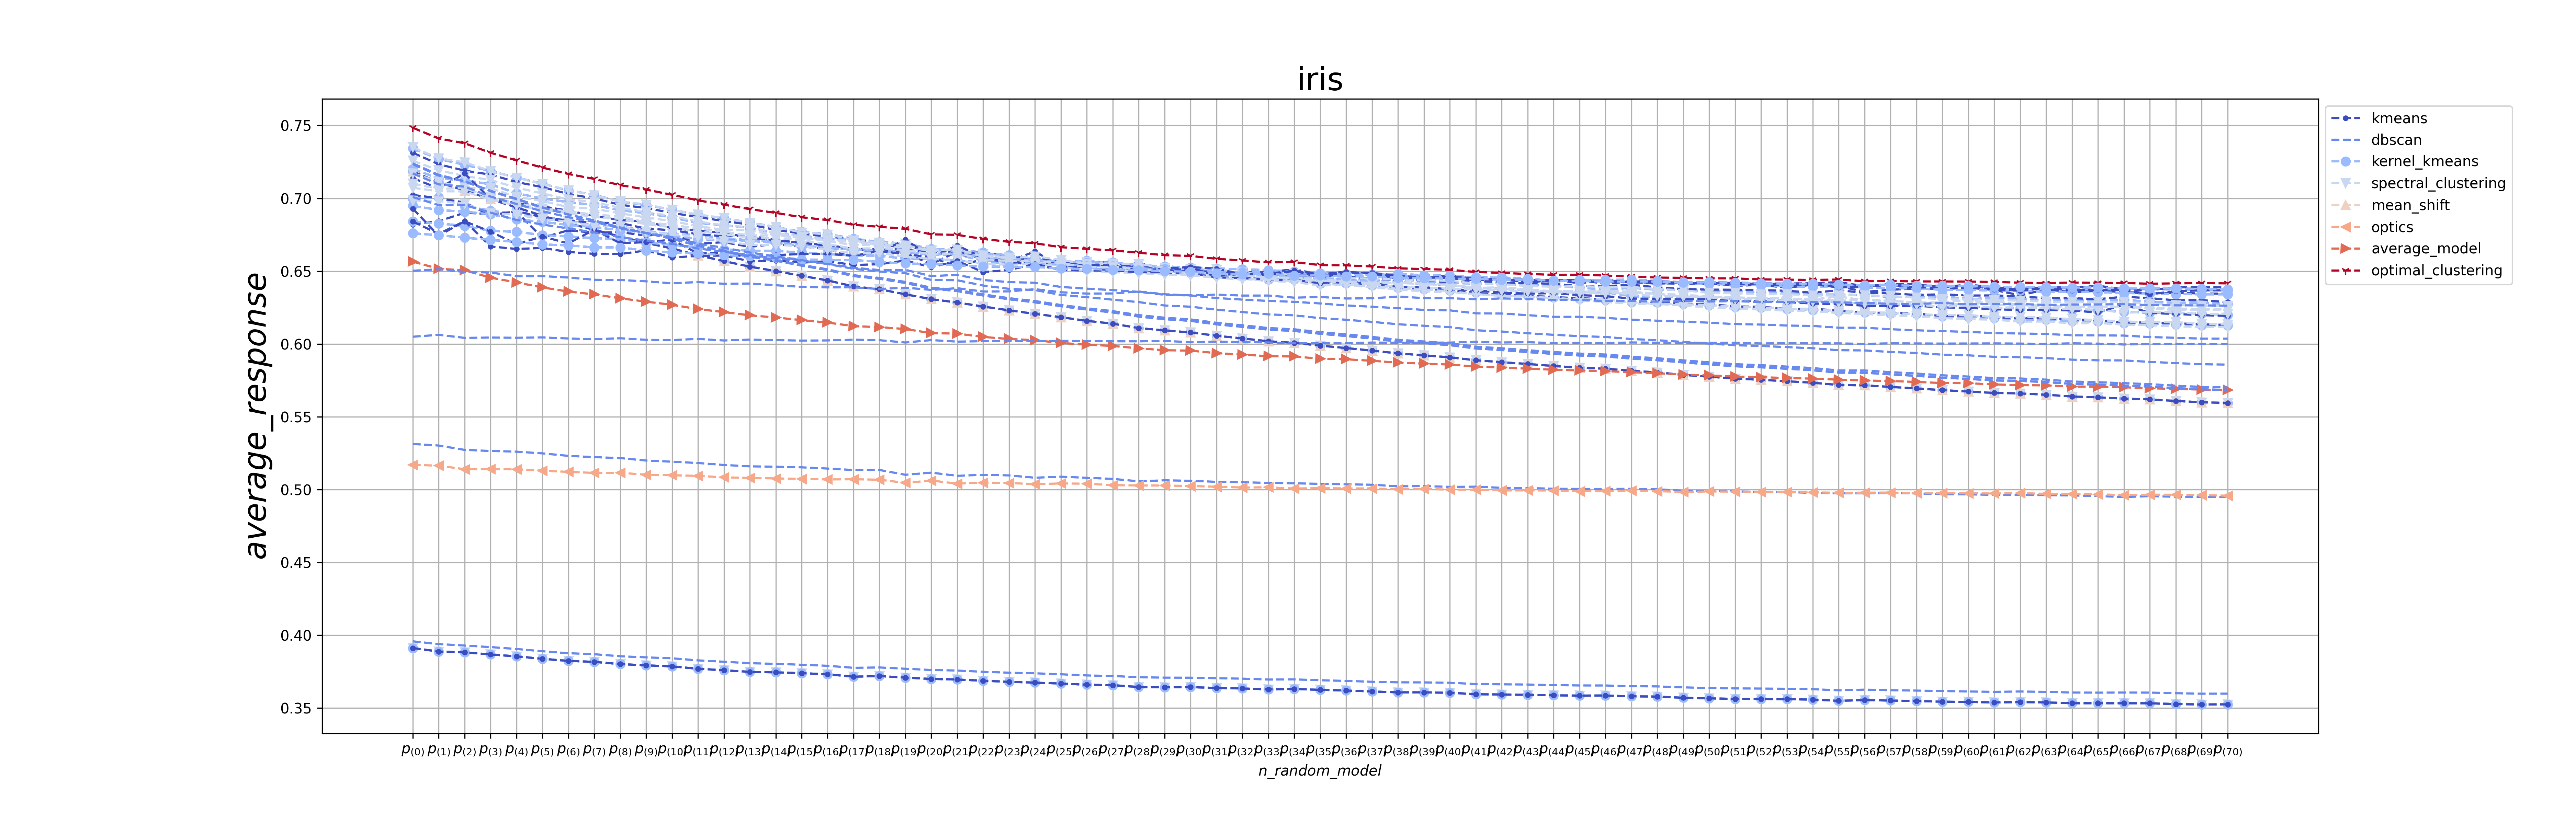 iris
average_response
0.75
0.70
0.65
0.60
0.55
0.50
0.45
0.40
0.35
p(0) p(1) p(2) p(3) p(4) p(5) p(6) p(7) p(8) p(9) p(10) p(11) p(12) p(13) p(14) p(15) p(16) p(17) p(18) p(19) p(20) p(21) p(22) p(23) p(24) p(25) p(26) p(27) p(28) p(29) p(30) p(31) p(32) p(33) p(34) p(35) p(36) p(37) p(38) p(39) p(40) p(41) p(42) p(43) p(44) p(45) p(46) p(47) p(48) p(49) p(50) p(51) p(52) p(53) p(54) p(55) p(56) p(57) p(58) p(59) p(60) p(61) p(62) p(63) p(64) p(65) p(66) p(67) p(68) p(69) p(70)
n_random_model
kmeans
dbscan
kernel_kmeans
spectral_clustering
mean_shift
optics
average_model
optimal_clustering